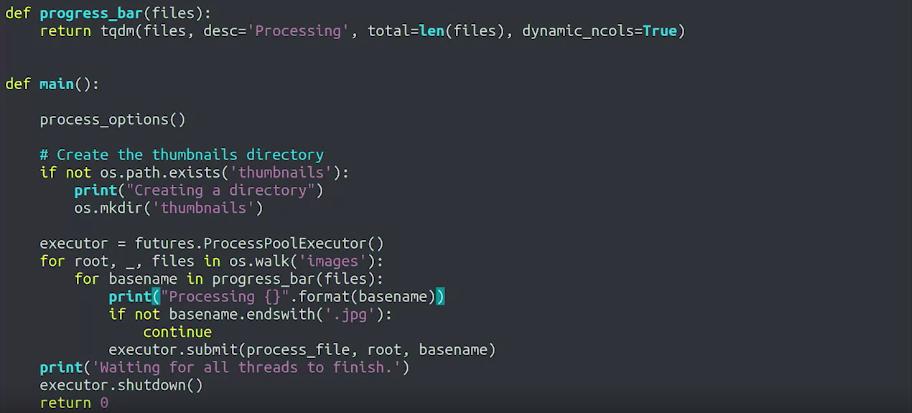 def progress_bar(files):
    return tqdm(files, desc='Processing', total=len(files), dynamic_ncols=True)
def main():
    process_options()
    # Create the thumbnails directory
    if not os.path.exists('thumbnails'):
        print("Creating a directory")
        os.mkdir('thumbnails')
    executor = futures.ProcessPoolExecutor()
    for root, _, files in os.walk('images'):
        for basename in progress_bar(files):
            print("Processing {}".format(basename))
            if not basename.endswith('.jpg'):
                continue
            executor.submit(process_file, root, basename)
    print('Waiting for all threads to finish.')
    executor.shutdown()
    return 0